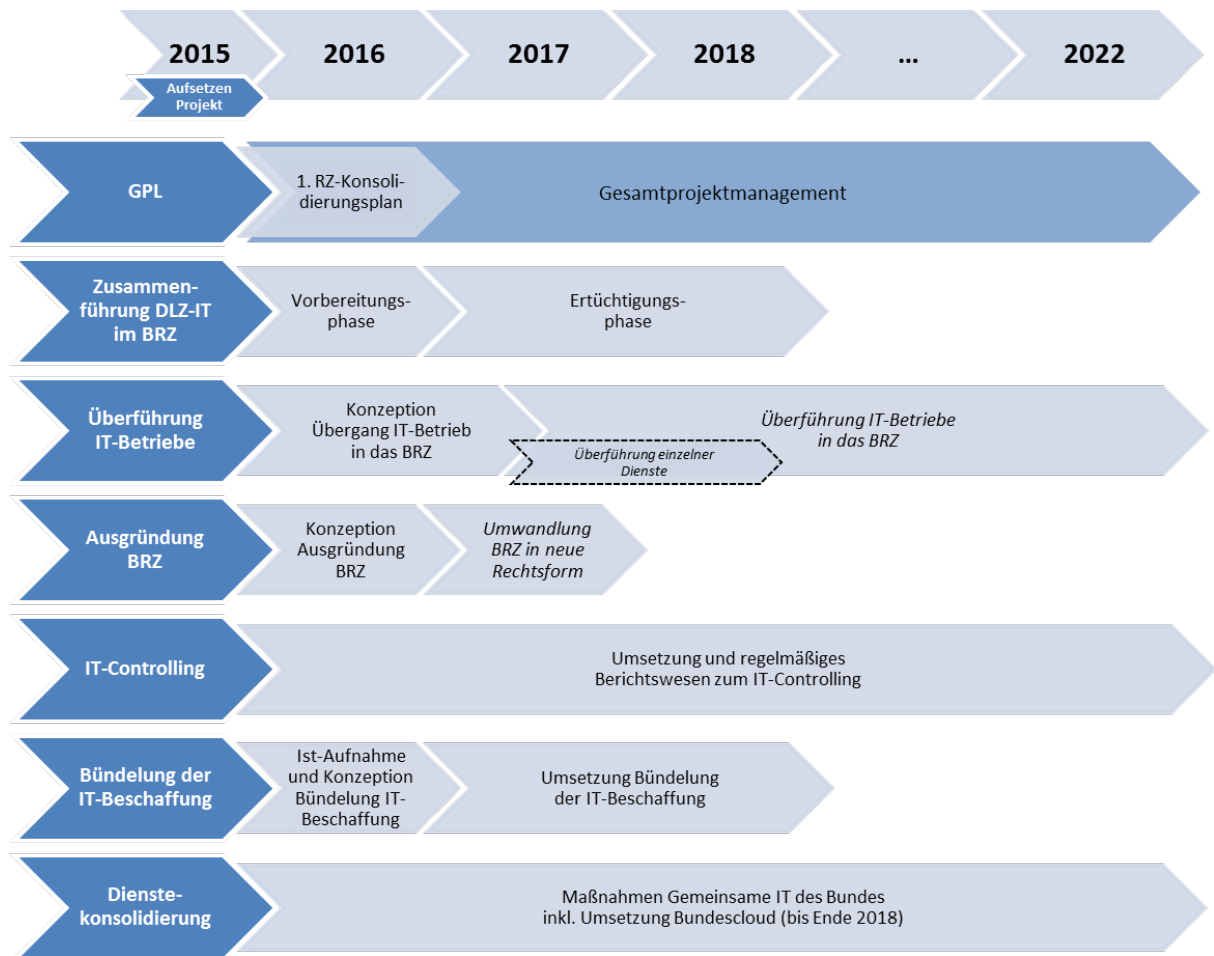 2015
2016
2017
2018
...
2022
Aufsetzen
Projekt
GPL
1. RZ-Konsoli-
dierungsplan
Gesamtprojektmanagement
Zusammen-
führung DLZ-IT
im BRZ
Vorbereitungs-
phase
Ertüchtigungs-
phase
Überführung
IT-Betriebe
Konzeption
Übergang IT-Betrieb
in das BRZ
Überführung IT-Betriebe
in das BRZ
Überführung einzelner
Dienste
Ausgründung
BRZ
Konzeption
Ausgründung
BRZ
Umwandlung
BRZ in neue
Rechtsform
IT-Controlling
Umsetzung und regelmäßiges
Berichtswesen zum IT-Controlling
Bündelung der
IT-Beschaffung
Ist-Aufnahme
und Konzeption
Bündelung IT-
Beschaffung
Umsetzung Bündelung
der IT-Beschaffung
Dienste-
konsolidierung
Maßnahmen Gemeinsame IT des Bundes
inkl. Umsetzung Bundescloud (bis Ende 2018)